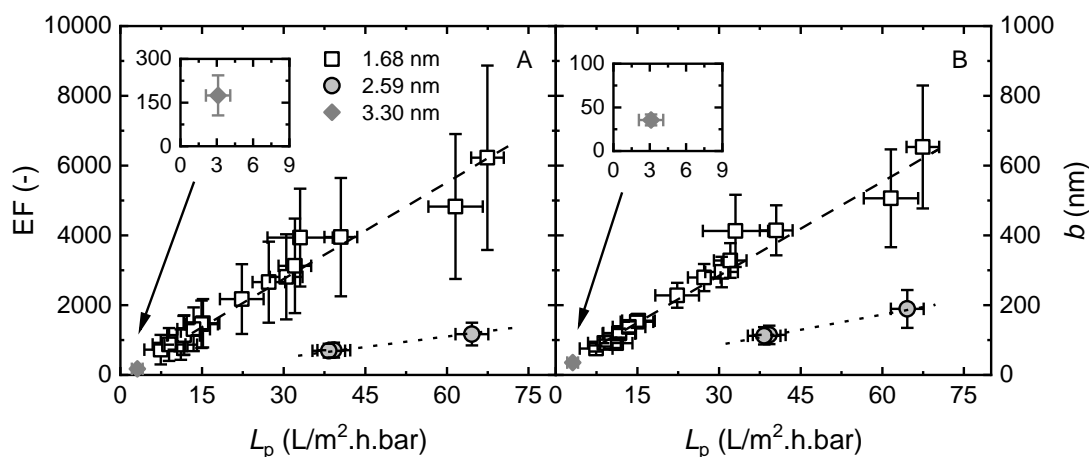 A
B
EF (-)
10000
8000
6000
4000
2000
0
300
150
0
0 3 6 9
1.68 nm
2.59 nm
3.30 nm
100
50
0
0 3 6 9
1000
800
600
400
200
0
b (nm)
0 15 30 45 60 75
0 15 30 45 60 75
Lp (L/m².h.bar)
Lp (L/m².h.bar)